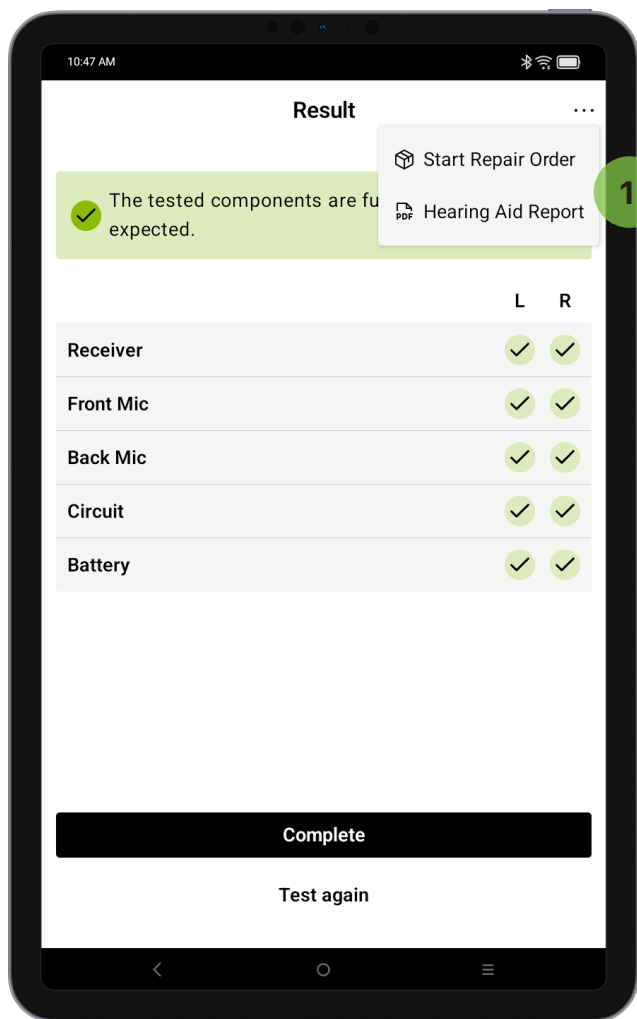 10:47 AM
Result
Start Repair Order
The tested components are
expected.
PDF Hearing Aid Report
1
L R
Receiver
Front Mic
Back Mic
Circuit
Battery
Complete
Test again